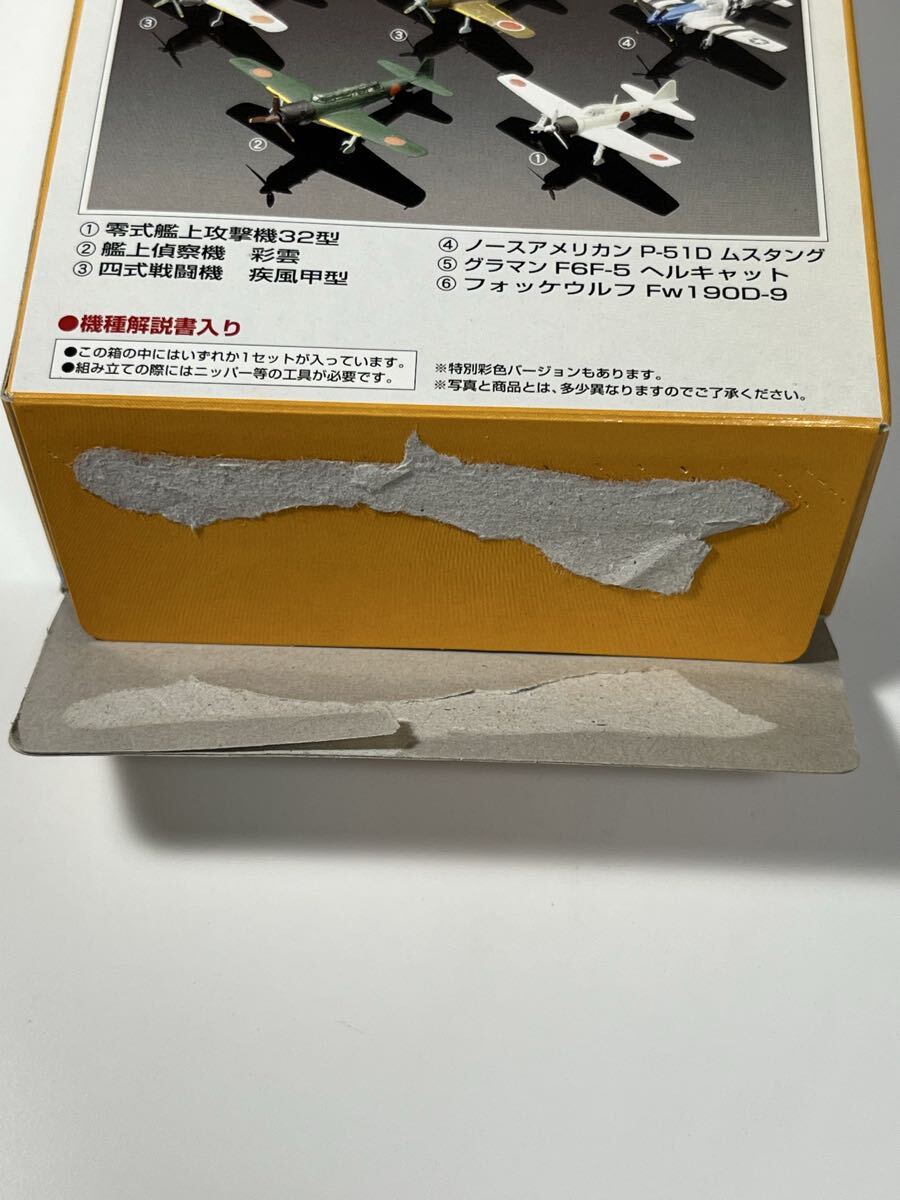 ③
③
④
②
①
①零式艦上攻撃機32型
②艦上偵察機 彩雲
③四式戦闘機 疾風甲型
④ノースアメリカン P-51D ムスタング
⑤グラマン F6F-5 ヘルキャット
⑥フォッケウルフ Fw190D-9
●機種解説書入り
●この箱の中にはいずれか1セットが入っています。
●組み立ての際にはニッパー等の工具が必要です。
※特別彩色バージョンもあります。
※写真と商品とは、多少異なりますのでご了承ください。